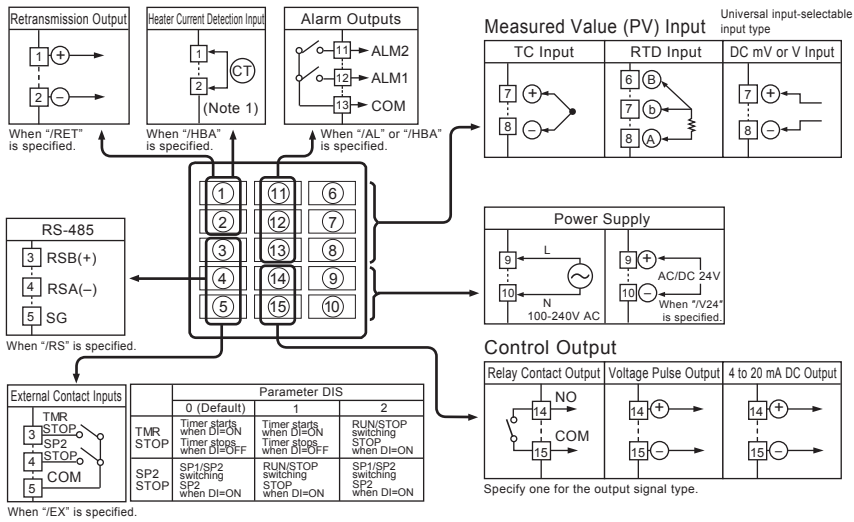 Retransmission Output
1 +
2 −
When “/RET”
is specified.
Heater Current Detection Input
1
2
CT
(Note 1)
When “/HBA”
is specified.
Alarm Outputs
11 ALM2
12 ALM1
13 COM
When “/AL” or “/HBA”
is specified.
Measured Value (PV) Input
Universal input-selectable
input type
TC Input
7 +
8 −
RTD Input
6 B
7 b
8 A
DC mV or V Input
7 +
8 −
1 11 6
2 12 7
3 13 8
4 14 9
5 15 10
RS-485
3 RSB(+)
4 RSA(−)
5 SG
When “/RS” is specified.
Power Supply
9 L
10 N
100-240V AC
9 +
AC/DC 24V
10 −
When “/V24”
is specified.
Control Output
Relay Contact Output
14 NO
15 COM
Voltage Pulse Output
14 +
15 −
4 to 20 mA DC Output
14 +
15 −
Specify one for the output signal type.
External Contact Inputs
TMR
3 STOP
SP2
4 STOP
COM
5
When “/EX” is specified.
Parameter DIS
0 (Default) 1 2
TMR
STOP
Timer starts
when DI=ON
Timer stops
when DI=OFF
Timer starts
when DI=ON
Timer stops
when DI=OFF
RUN/STOP
switching
STOP
when DI=ON
SP2
STOP
SP1/SP2
switching
SP2
when DI=ON
RUN/STOP
switching
STOP
when DI=ON
SP1/SP2
switching
SP2
when DI=ON